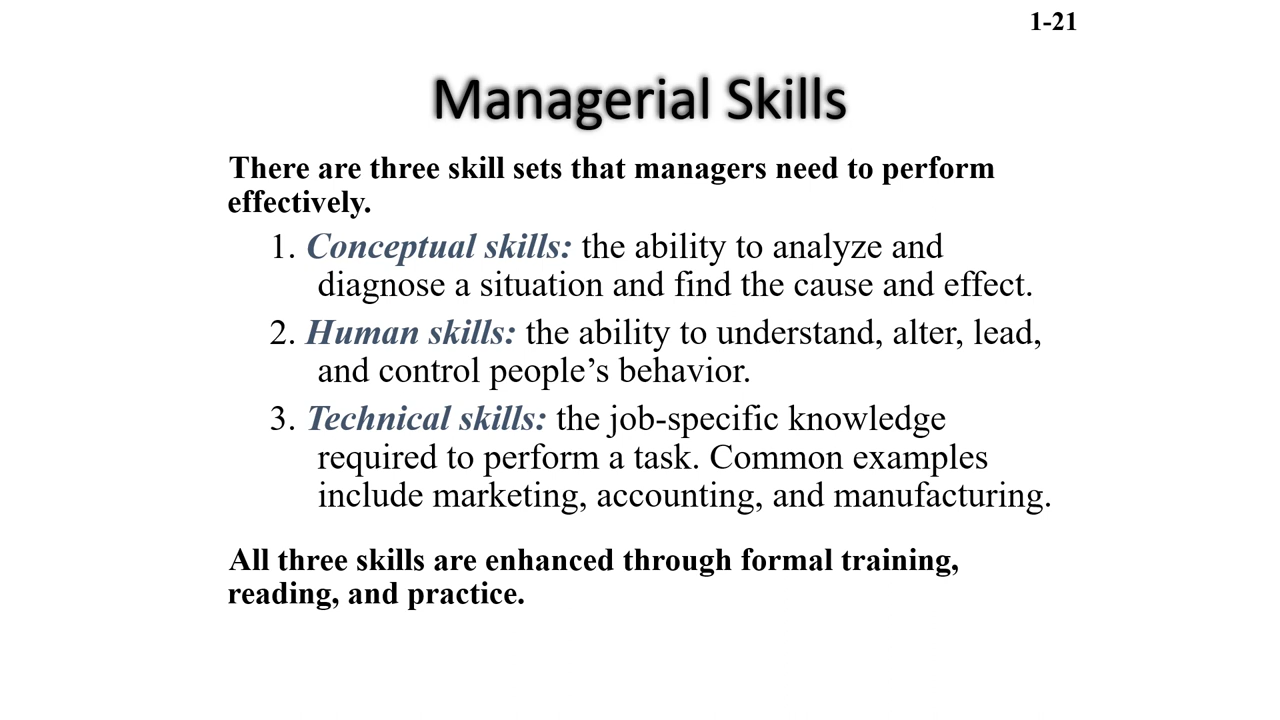 1-21
Managerial Skills
There are three skill sets that managers need to perform
effectively.
1. Conceptual skills: the ability to analyze and
diagnose a situation and find the cause and effect.
2. Human skills: the ability to understand, alter, lead,
and control people’s behavior.
3. Technical skills: the job-specific knowledge
required to perform a task. Common examples
include marketing, accounting, and manufacturing.
All three skills are enhanced through formal training,
reading, and practice.